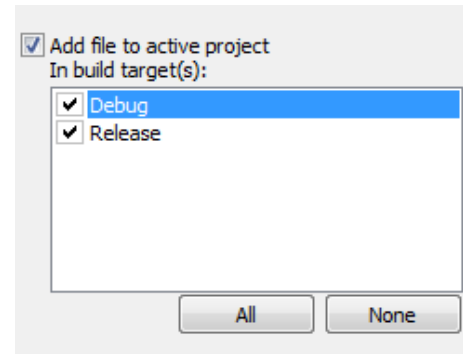 Add file to active project
In build target(s):
Debug
Release
All
None